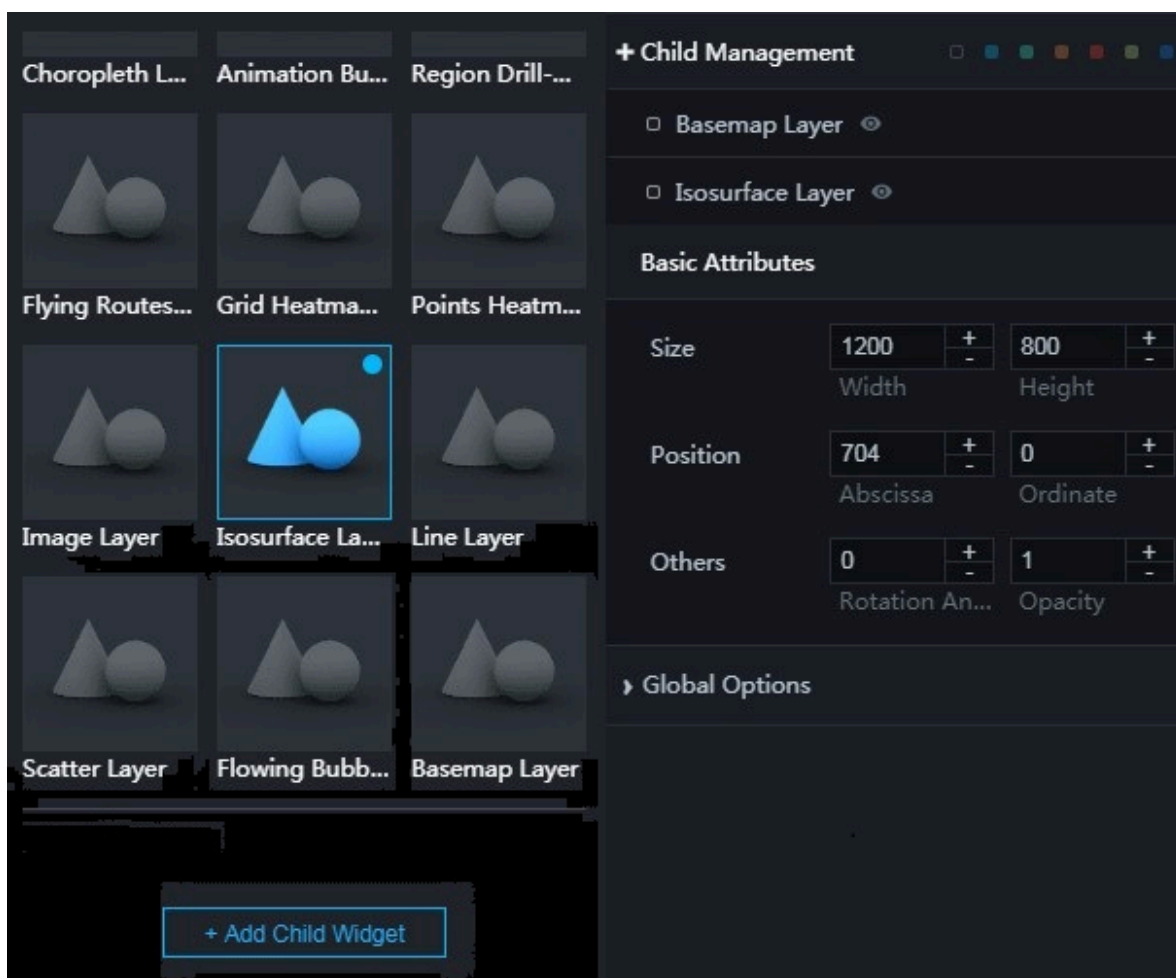 Choropleth L...
Animation Bu...
Region Drill-...
Flying Routes...
Grid Heatma...
Points Heatm...
Image Layer
Isosurface La...
Line Layer
Scatter Layer
Flowing Bubb...
Basemap Layer
+ Add Child Widget
+ Child Management
Basemap Layer
Isosurface Layer
Basic Attributes
Size
1200 + -
800 + -
Width
Height
Position
704 + -
0 + -
Abscissa
Ordinate
Others
0 + -
1 + -
Rotation An...
Opacity
Global Options